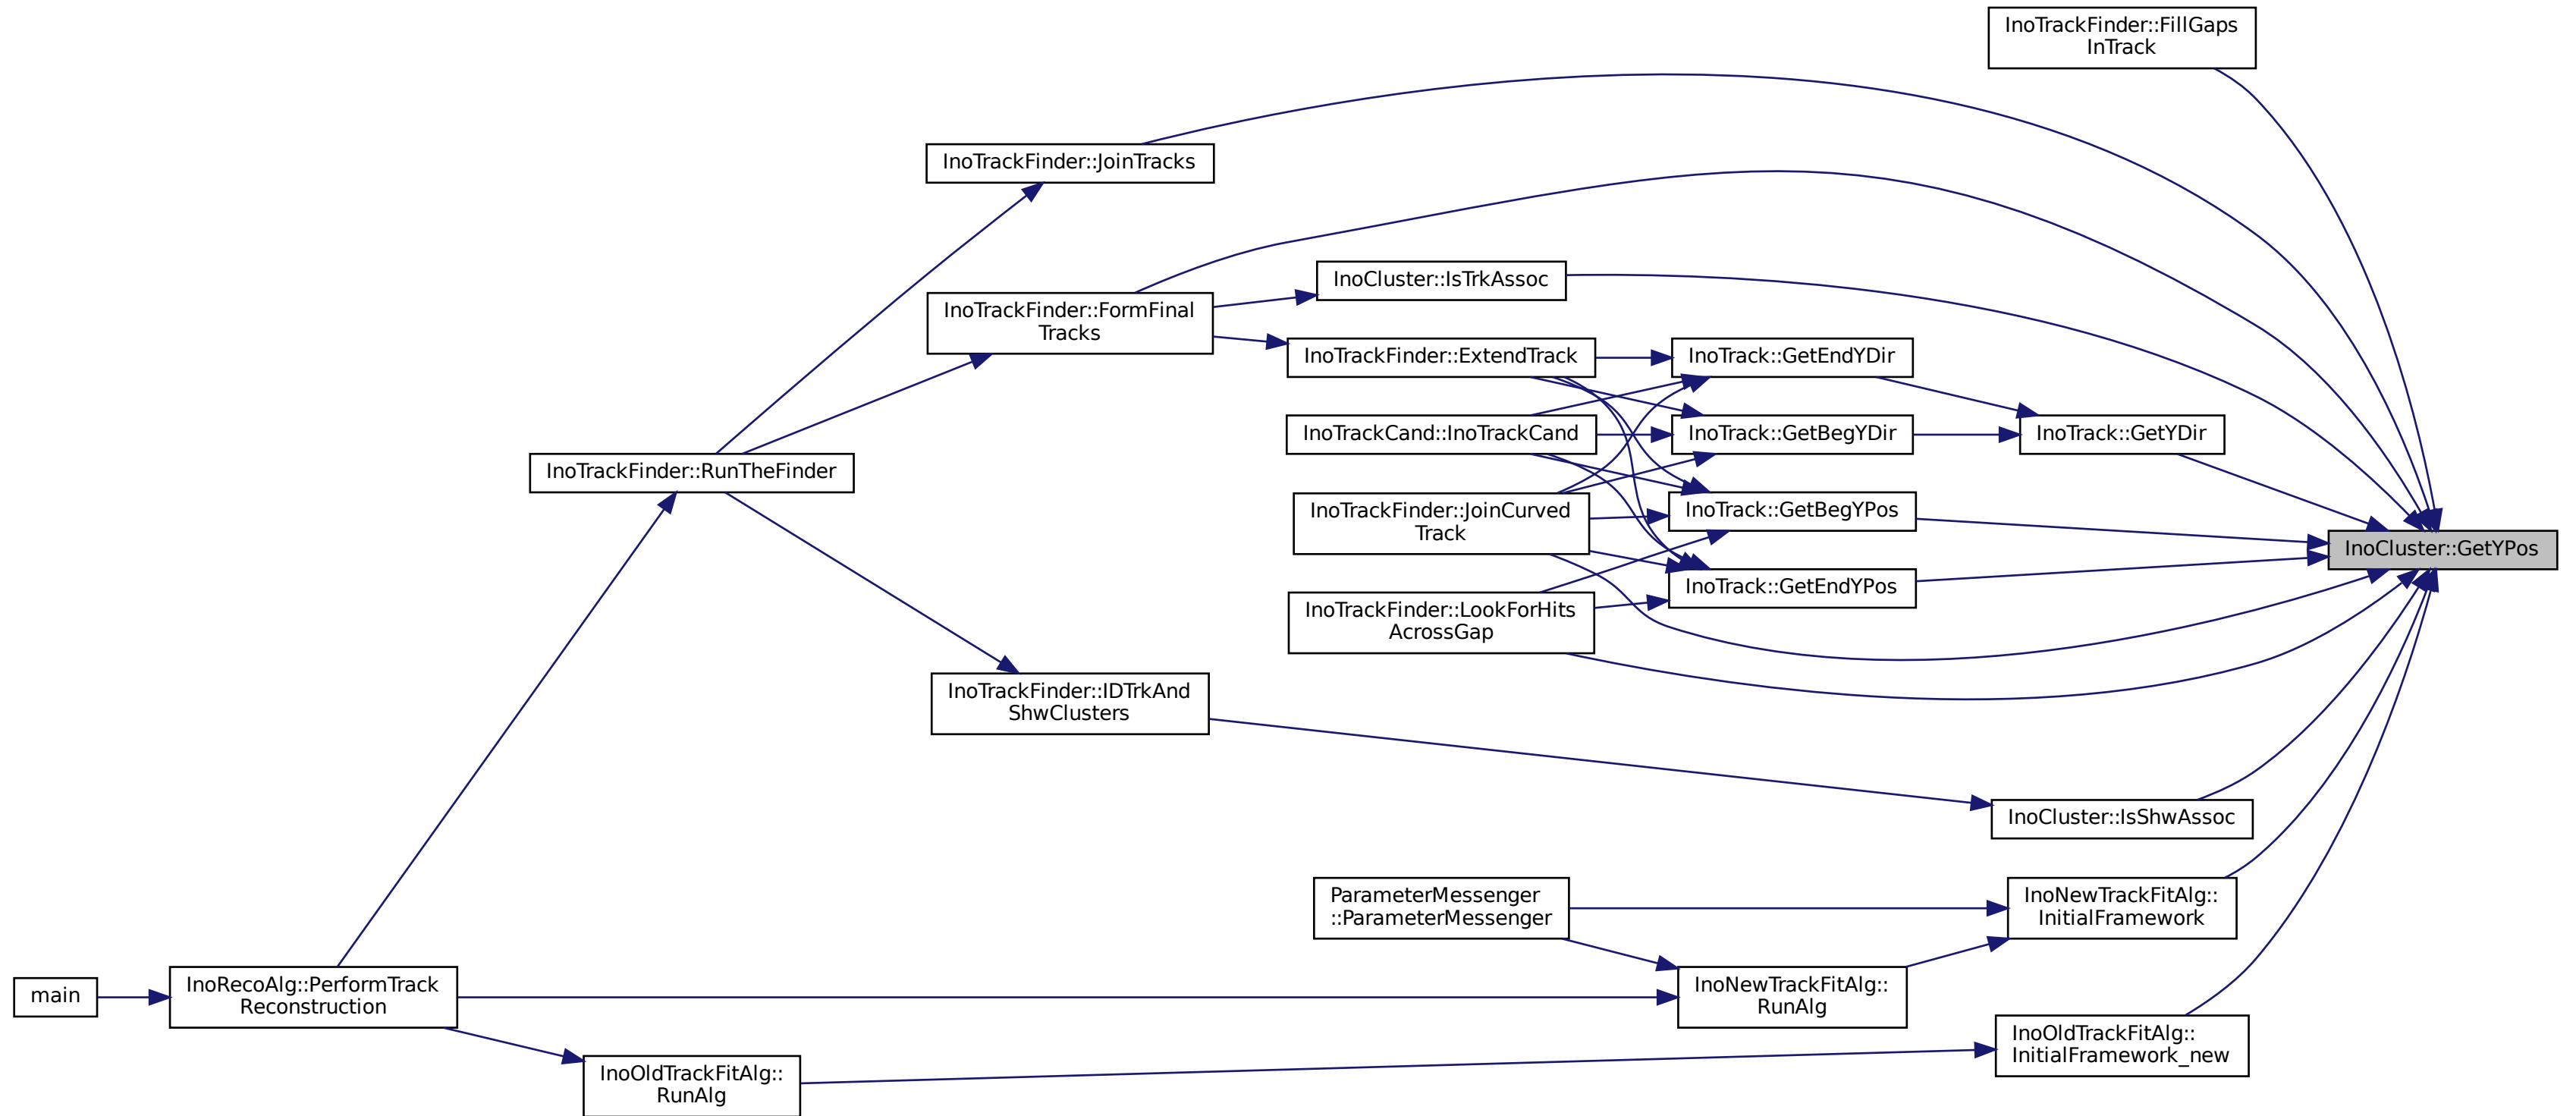 InoTrackFinder::FillGaps
InTrack
InoTrackFinder::JoinTracks
InoCluster::IsTrkAssoc
InoTrackFinder::FormFinal
Tracks
InoTrackFinder::ExtendTrack
InoTrack::GetEndYDir
InoTrackCand::InoTrackCand
InoTrack::GetBegYDir
InoTrack::GetYDir
InoTrackFinder::RunTheFinder
InoTrackFinder::JoinCurved
Track
InoTrack::GetBegYPos
InoCluster::GetYPos
InoTrack::GetEndYPos
InoTrackFinder::LookForHits
AcrossGap
InoTrackFinder::IDTrkAnd
ShwClusters
InoCluster::IsShwAssoc
ParameterMessenger
::ParameterMessenger
InoNewTrackFitAlg::
InitialFramework
main
InoRecoAlg::PerformTrack
Reconstruction
InoNewTrackFitAlg::
RunAlg
InoOldTrackFitAlg::
InitialFramework_new
InoOldTrackFitAlg::
RunAlg